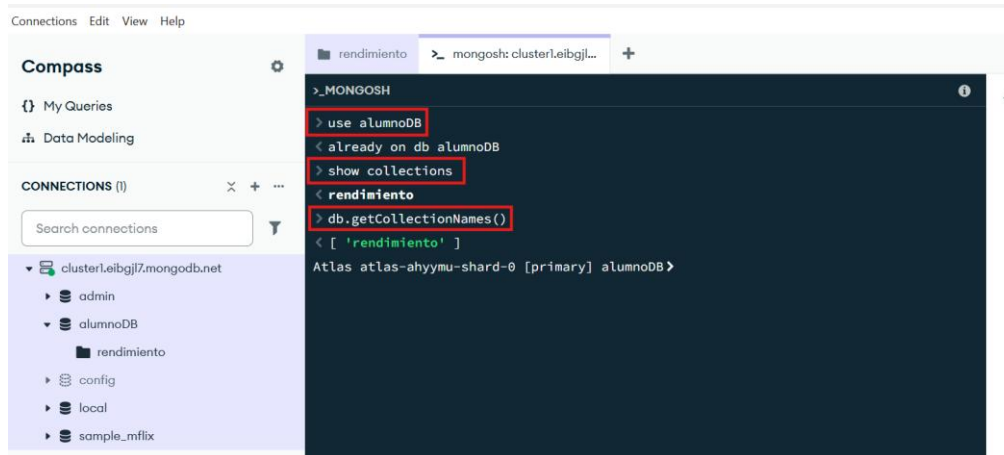 Connections Edit View Help
Compass
{} My Queries
Data Modeling
CONNECTIONS (1)
Search connections
cluster1.eibgjl7.mongodb.net
admin
alumnoDB
rendimiento
config
local
sample_mflix
rendimiento
>_ mongosh: cluster1.eibgjl...
>_MONGOSH
> use alumnoDB
< already on db alumnoDB
> show collections
< rendimiento
> db.getCollectionNames()
< [ 'rendimiento' ]
Atlas atlas-ahyymu-shard-0 [primary] alumnoDB>